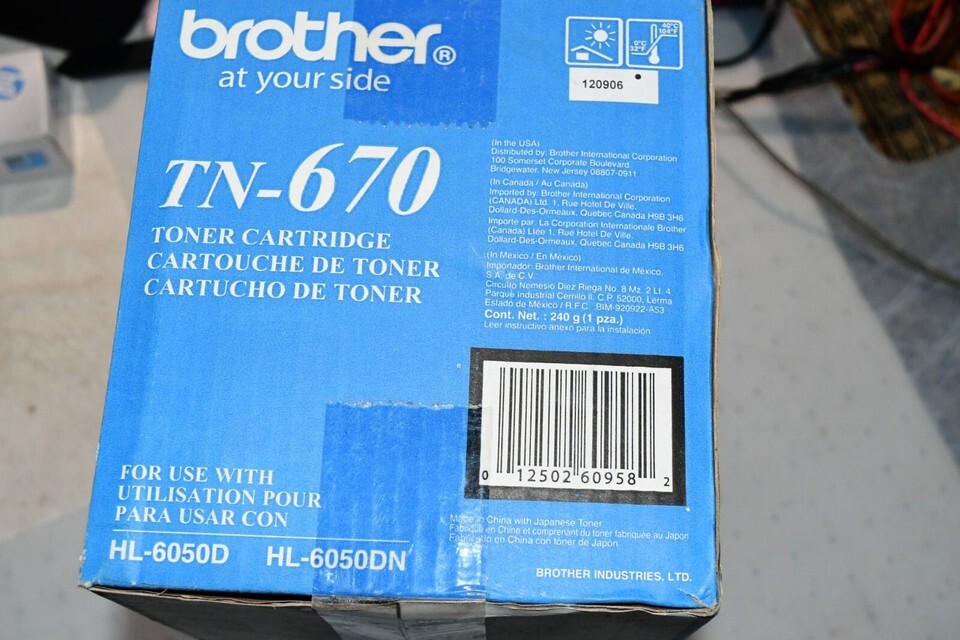 brother®
at your side
40°C
104°F
0°C
32°F
120906
TN-670
TONER CARTRIDGE
CARTOUCHE DE TONER
CARTUCHO DE TONER
(In the USA)
Distributed by: Brother International Corporation
100 Somerset Corporate Boulevard
Bridgewater, New Jersey 08807-0911
(In Canada / Au Canada)
Imported by: Brother International Corporation
(CANADA) Ltd. 1, Rue Hotel De Ville,
Dollard-Des-Ormeaux, Quebec Canada H9B 3H6
Importé par: La Corporation Internationale Brother
(Canada) Ltée 1, Rue Hotel De Ville,
Dollard-Des-Ormeaux, Quebec Canada H9B 3H6
(In Mexico / En México)
Importador: Brother International de México,
S.A. de C.V.
Circuito Nemesio Diez Riega No. 8 Mz. 2 Lt. 4
Parque Industrial Cerrillo II, C.P. 52000, Lerma
Estado de México / R.F.C. BIM-920922-AS3
Cont. Net. : 240 g (1 pza.)
Leer instructivo anexo para la instalación
0 12502 60958 2
FOR USE WITH
UTILISATION POUR
PARA USAR CON
HL-6050D HL-6050DN
Made in China with Japanese Toner
Fabriqué en Chine et comprenant du toner fabriquée au Japon
Fabricado en China con tóner de Japón.
BROTHER INDUSTRIES, LTD.